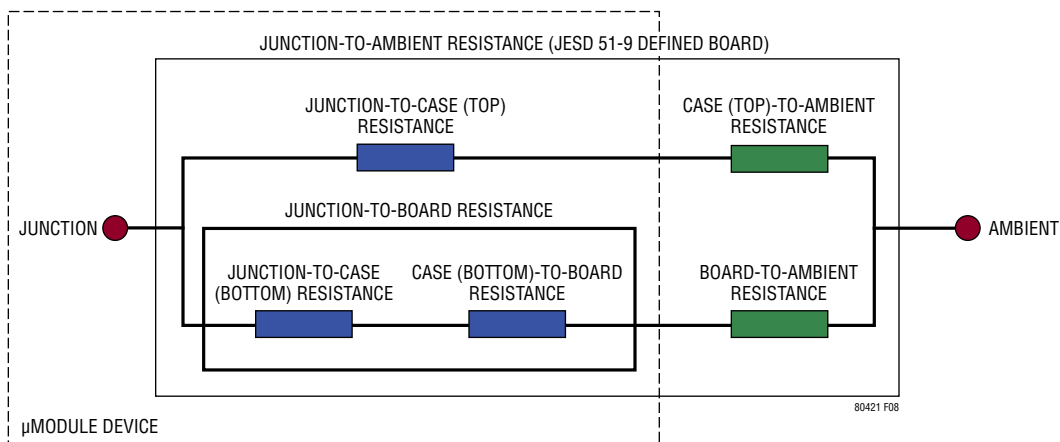 JUNCTION-TO-AMBIENT RESISTANCE (JESD 51-9 DEFINED BOARD)
JUNCTION-TO-CASE (TOP)
RESISTANCE
CASE (TOP)-TO-AMBIENT
RESISTANCE
JUNCTION
JUNCTION-TO-BOARD RESISTANCE
AMBIENT
JUNCTION-TO-CASE
(BOTTOM) RESISTANCE
CASE (BOTTOM)-TO-BOARD
RESISTANCE
BOARD-TO-AMBIENT
RESISTANCE
80421 F08
µMODULE DEVICE